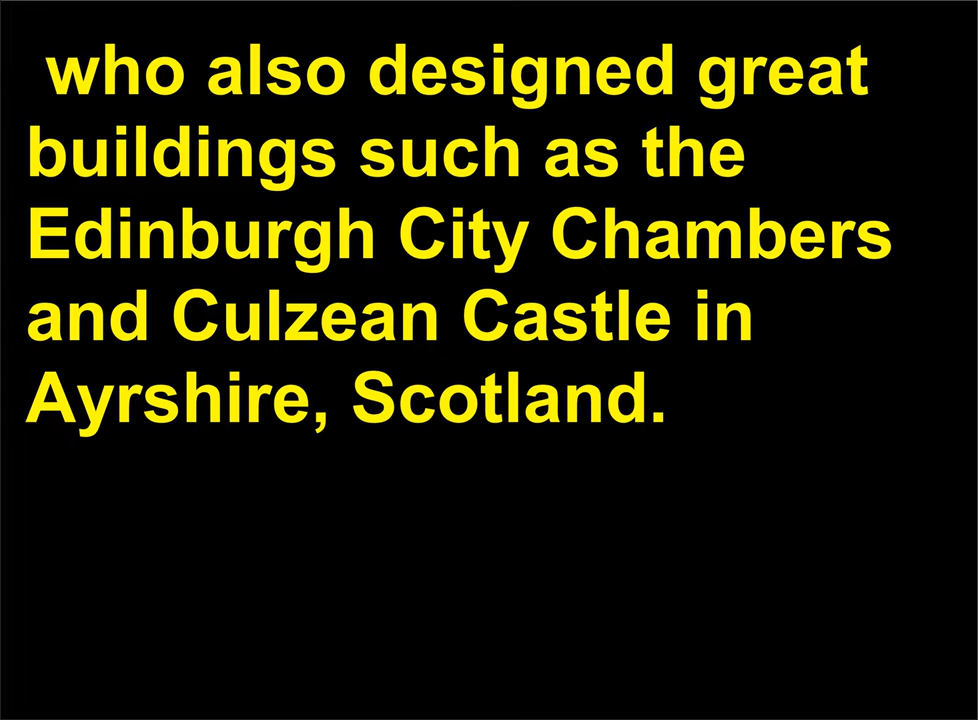 who also designed great
buildings such as the
Edinburgh City Chambers
and Culzean Castle in
Ayrshire, Scotland.